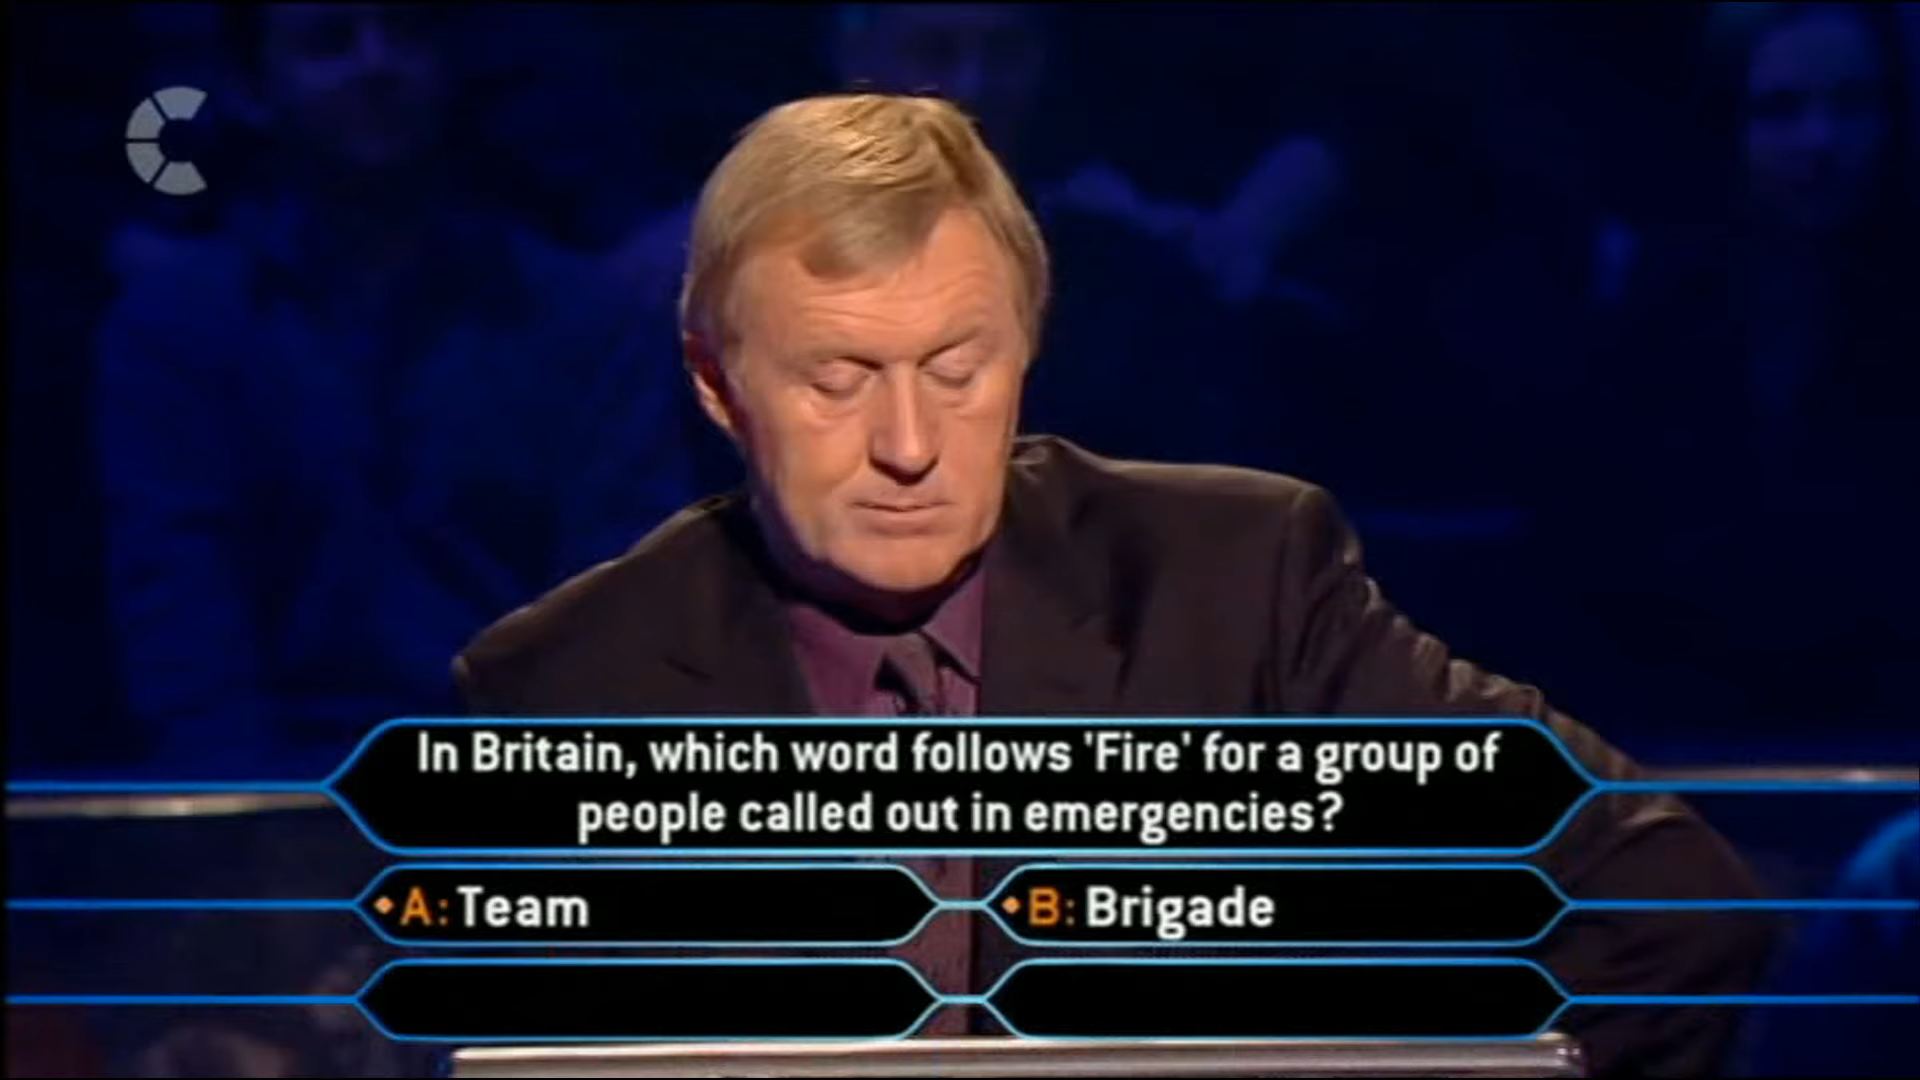 In Britain, which word follows 'Fire' for a group of
people called out in emergencies?
A: Team
B: Brigade